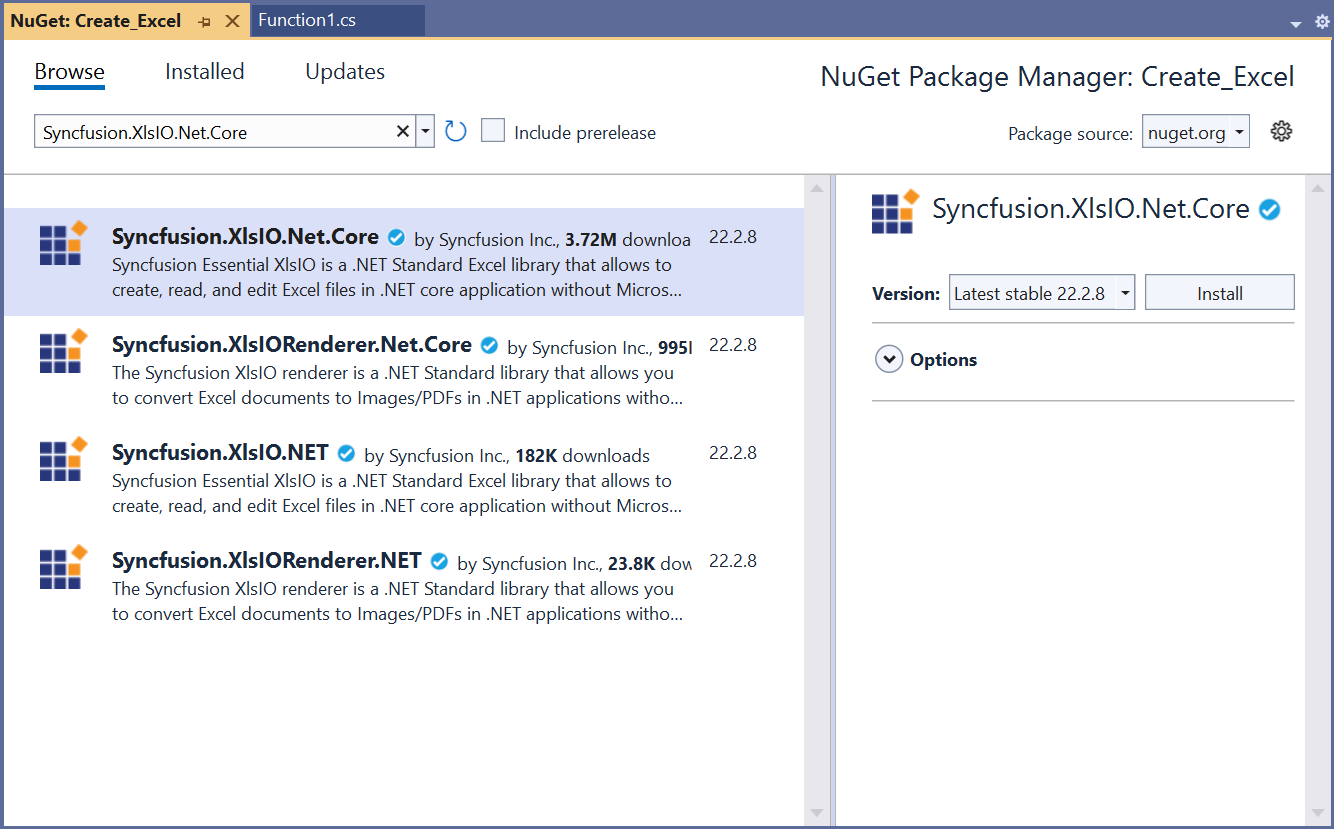 NuGet: Create_Excel
Function1.cs
Browse
Installed
Updates
NuGet Package Manager: Create_Excel
Syncfusion.XlsIO.Net.Core
Include prerelease
Package source: nuget.org
Syncfusion.XlsIO.Net.Core by Syncfusion Inc., 3.72M downloa 22.2.8
Syncfusion Essential XlsIO is a .NET Standard Excel library that allows to
create, read, and edit Excel files in .NET core application without Micros...
Syncfusion.XlsIORenderer.Net.Core by Syncfusion Inc., 995 22.2.8
The Syncfusion XlsIO renderer is a .NET Standard library that allows you
to convert Excel documents to Images/PDFs in .NET applications witho...
Syncfusion.XlsIO.NET by Syncfusion Inc., 182K downloads 22.2.8
Syncfusion Essential XlsIO is a .NET Standard Excel library that allows to
create, read, and edit Excel files in .NET core application without Micros...
Syncfusion.XlsIORenderer.NET by Syncfusion Inc., 23.8K dow 22.2.8
The Syncfusion XlsIO renderer is a .NET Standard library that allows you
to convert Excel documents to Images/PDFs in .NET applications witho...
Syncfusion.XlsIO.Net.Core
Version: Latest stable 22.2.8
Install
Options